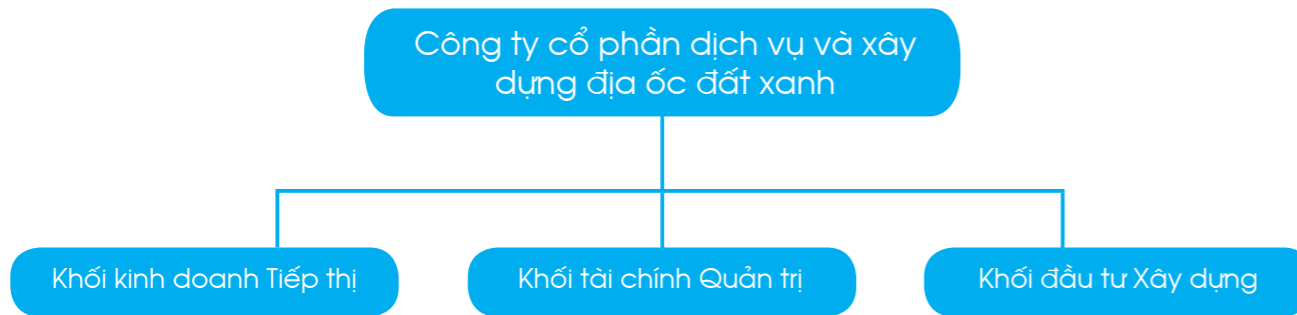 Công ty cổ phần dịch vụ và xây
dựng địa ốc đất xanh
Khối kinh doanh Tiếp thị
Khối tài chính Quản trị
Khối đầu tư Xây dựng